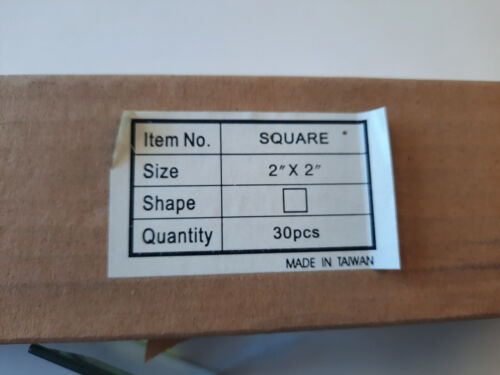 Item No. SQUARE
Size 2" X 2"
Shape
Quantity 30pcs
MADE IN TAIWAN